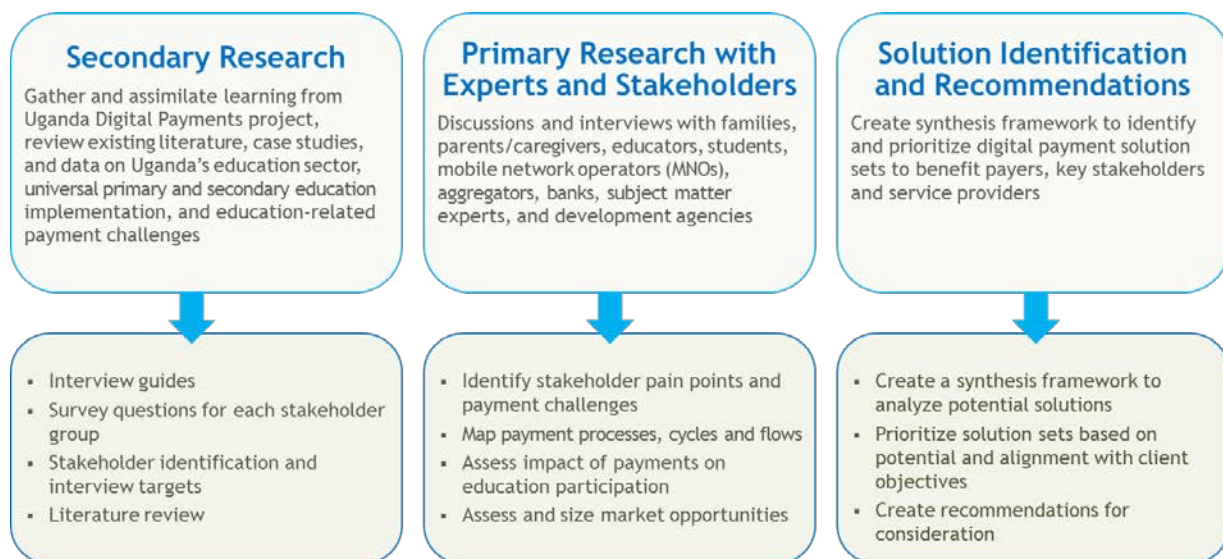 Secondary Research
Gather and assimilate learning from
Uganda Digital Payments project,
review existing literature, case studies,
and data on Uganda's education sector,
universal primary and secondary education
implementation, and education-related
payment challenges
▪ Interview guides
▪ Survey questions for each stakeholder
group
▪ Stakeholder identification and
interview targets
▪ Literature review
Primary Research with
Experts and Stakeholders
Discussions and interviews with families,
parents/caregivers, educators, students,
mobile network operators (MNOs),
aggregators, banks, subject matter
experts, and development agencies
▪ Identify stakeholder pain points and
payment challenges
▪ Map payment processes, cycles and flows
▪ Assess impact of payments on
education participation
▪ Assess and size market opportunities
Solution Identification
and Recommendations
Create synthesis framework to identify
and prioritize digital payment solution
sets to benefit payers, key stakeholders
and service providers
▪ Create a synthesis framework to
analyze potential solutions
▪ Prioritize solution sets based on
potential and alignment with client
objectives
▪ Create recommendations for
consideration